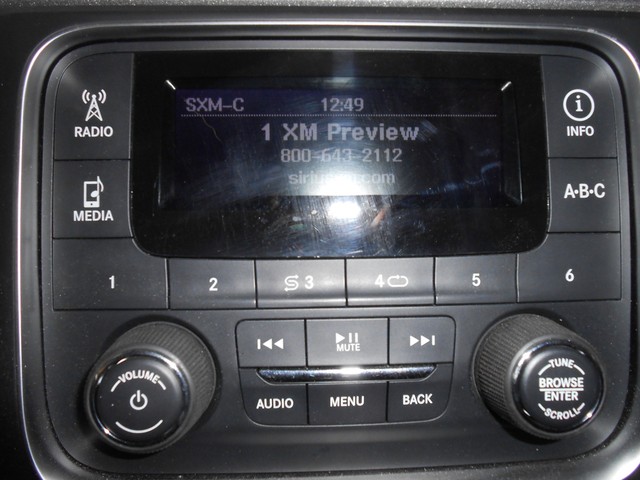 RADIO
MEDIA
SXM-C 12:49
1 XM Preview
800-643-2112
INFO
A·B·C
1 2 3 4 5 6
VOLUME
MUTE
AUDIO MENU BACK
TUNE
BROWSE
ENTER
SCROLL